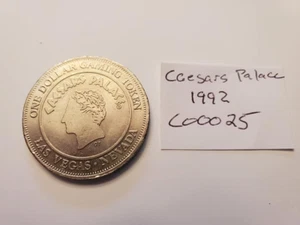 ONE DOLLAR GAMING TOKEN
CAESARS PALACE
LAS VEGAS • NEVADA
Caesars Palace
1992
C00025